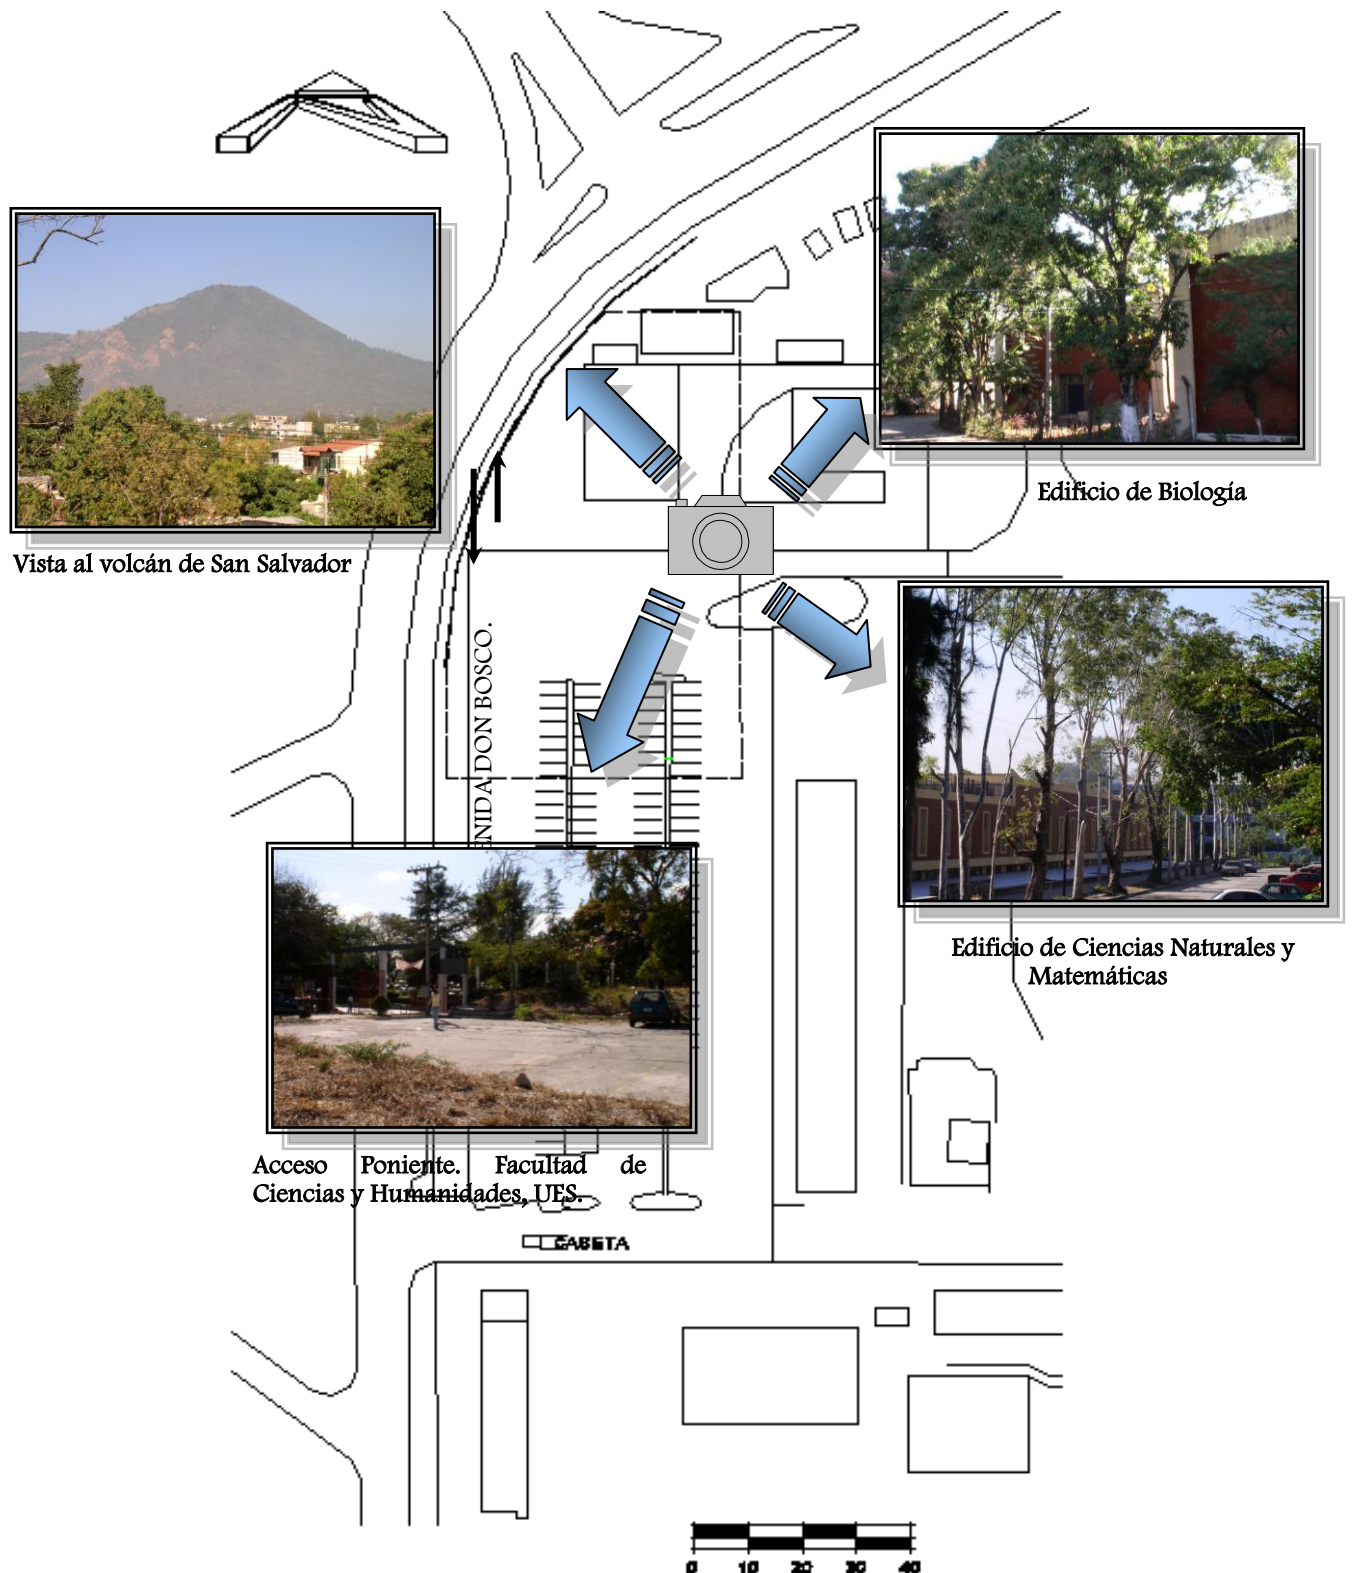 Edificio de Biología
Vista al volcán de San Salvador
ENIDA DON BOSCO.
Edificio de Ciencias Naturales y
Matemáticas
Acceso Poniente. Facultad de
Ciencias y Humanidades, UES.
CASETA
0 10 20 30 40